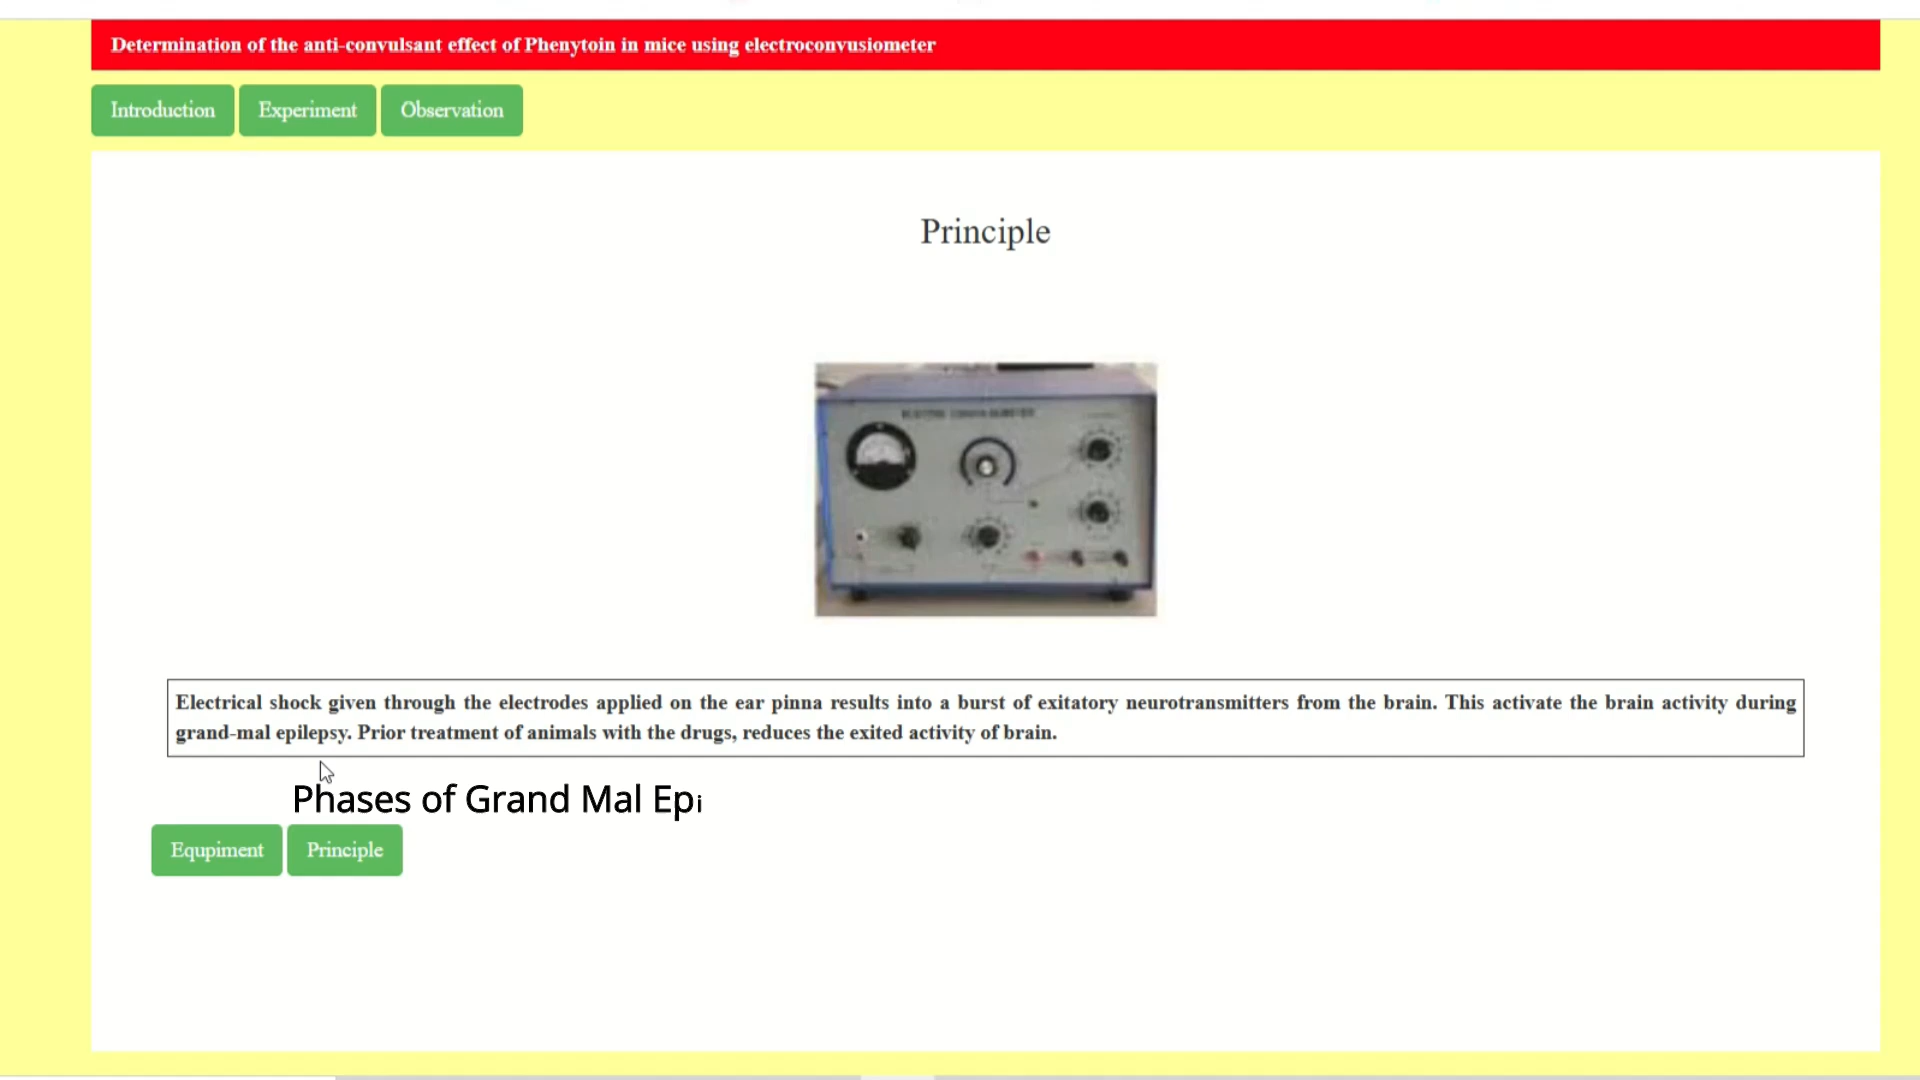 Determination of the anti-convulsant effect of Phenytoin in mice using electroconvusiometer
Introduction
Experiment
Observation
Principle
Electrical shock given through the electrodes applied on the ear pinna results into a burst of exitatory neurotransmitters from the brain. This activate the brain activity during
grand-mal epilepsy. Prior treatment of animals with the drugs, reduces the exited activity of brain.
Phases of Grand Mal Epi
Equpiment
Principle